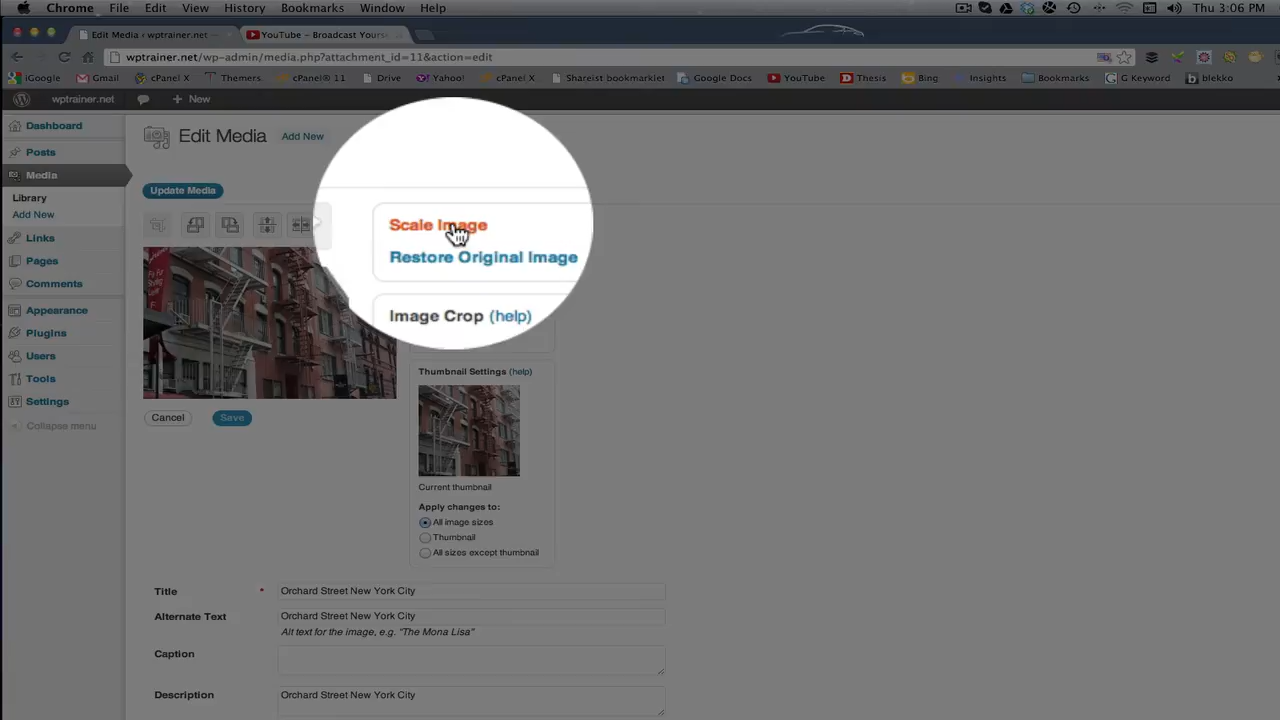 Chrome File Edit View History Bookmarks Window Help Thu 3:06 PM
Edit Media ‹ wptrainer.net — YouTube – Broadcast Yourse
wptrainer.net/wp-admin/media.php?attachment_id=11&action=edit
iGoogle Gmail cPanel X Themers cPanel® 11 Drive Yahoo! cPanel X Shareist bookmarklet Google Docs YouTube Thesis Bing Insights Bookmarks G Keyword blekko
wptrainer.net + New
Dashboard
Posts
Media
Library
Add New
Links
Pages
Comments
Appearance
Plugins
Users
Tools
Settings
Collapse menu
Edit Media Add New
Update Media
Scale Image
Restore Original Image
Image Crop (help)
Cancel Save
Thumbnail Settings (help)
Current thumbnail
Apply changes to:
All image sizes
Thumbnail
All sizes except thumbnail
Title * Orchard Street New York City
Alternate Text Orchard Street New York City
Alt text for the image, e.g. “The Mona Lisa”
Caption
Description Orchard Street New York City